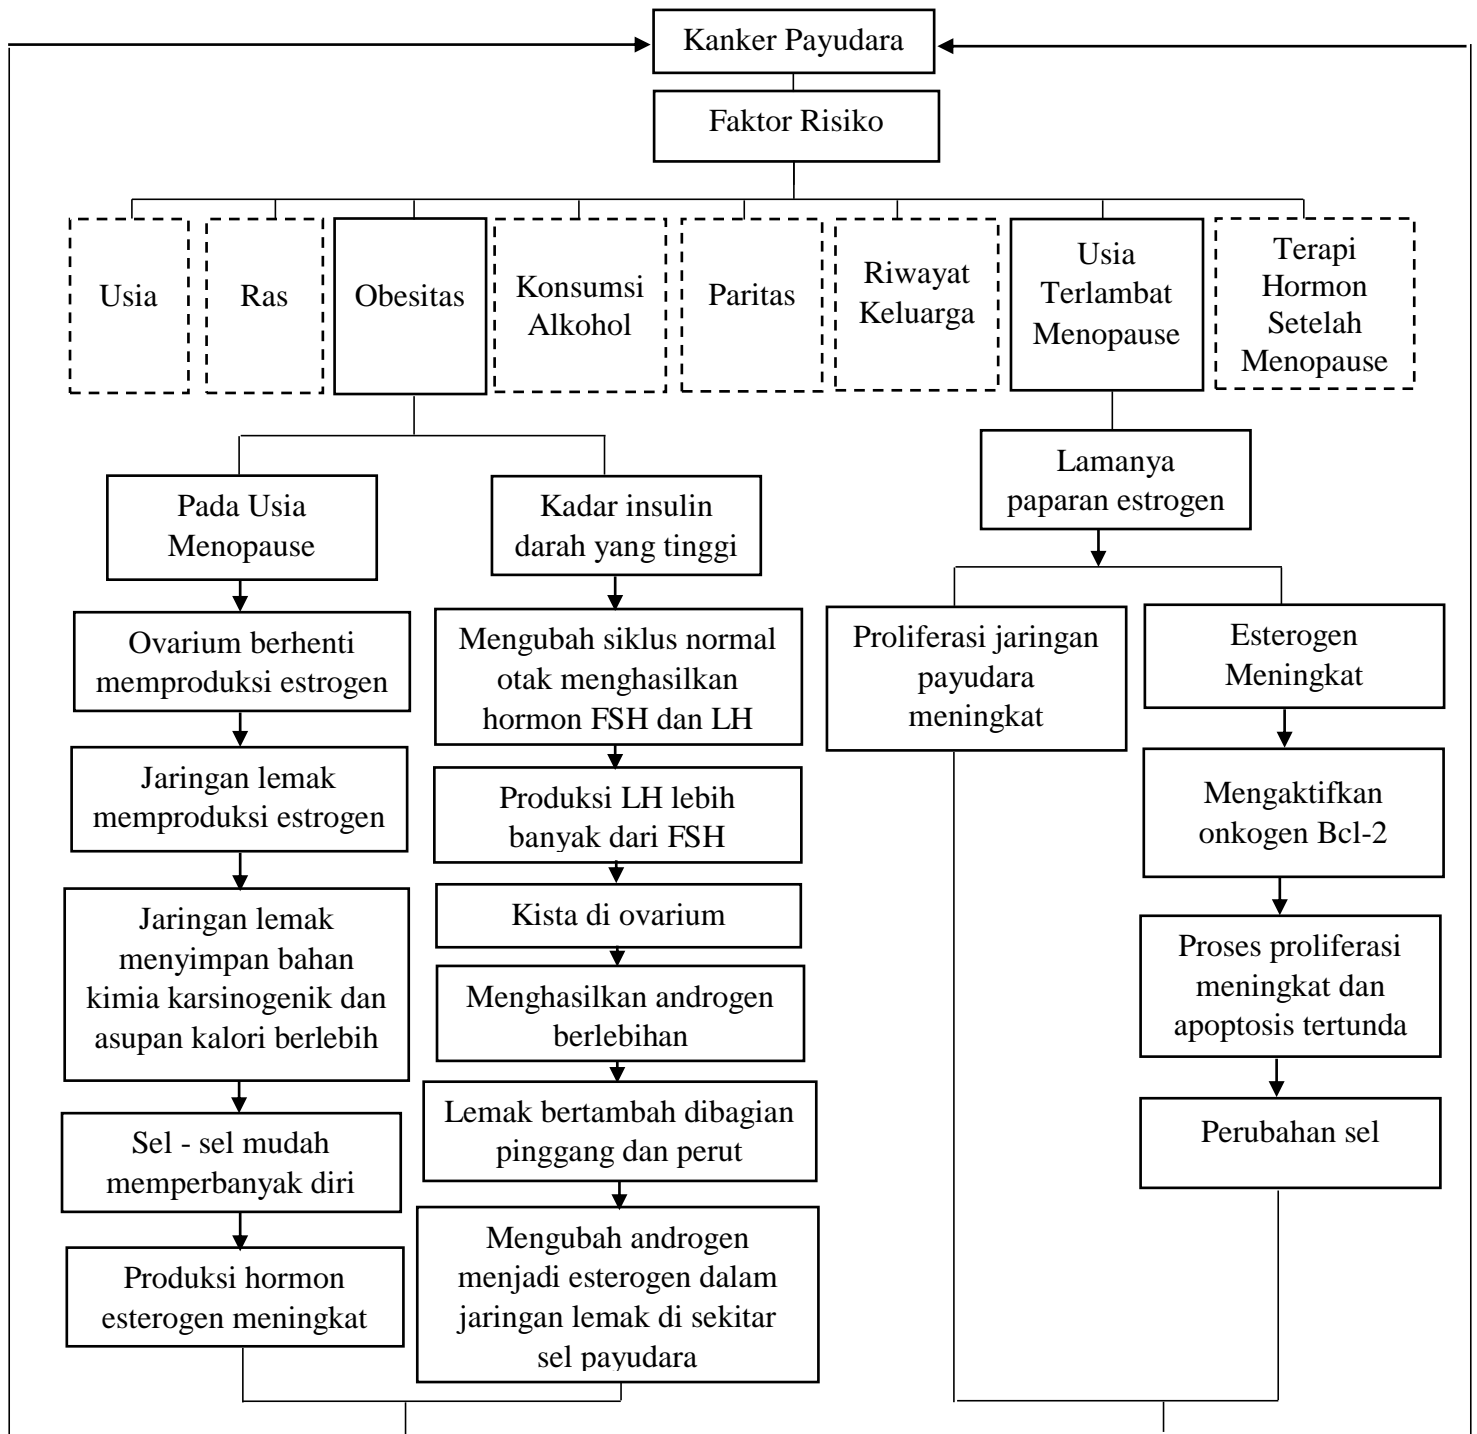 Kanker Payudara
Faktor Risiko
Usia
Ras
Obesitas
Konsumsi
Alkohol
Paritas
Riwayat
Keluarga
Usia
Terlambat
Menopause
Terapi
Hormon
Setelah
Menopause
Pada Usia
Menopause
Ovarium berhenti
memproduksi estrogen
Jaringan lemak
memproduksi estrogen
Jaringan lemak
menyimpan bahan
kimia karsinogenik dan
asupan kalori berlebih
Sel - sel mudah
memperbanyak diri
Produksi hormon
esterogen meningkat
Kadar insulin
darah yang tinggi
Mengubah siklus normal
otak menghasilkan
hormon FSH dan LH
Produksi LH lebih
banyak dari FSH
Kista di ovarium
Menghasilkan androgen
berlebihan
Lemak bertambah dibagian
pinggang dan perut
Mengubah androgen
menjadi esterogen dalam
jaringan lemak di sekitar
sel payudara
Lamanya
paparan estrogen
Proliferasi jaringan
payudara
meningkat
Esterogen
Meningkat
Mengaktifkan
onkogen Bcl-2
Proses proliferasi
meningkat dan
apoptosis tertunda
Perubahan sel